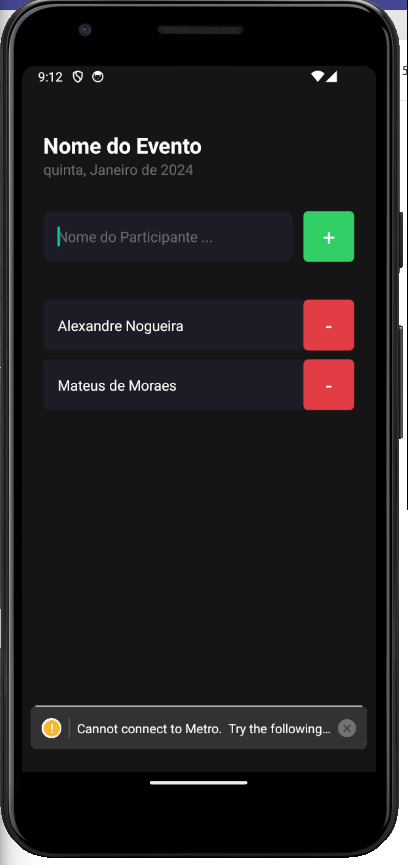 9:12
Nome do Evento
quinta, Janeiro de 2024
Nome do Participante ...
+
Alexandre Nogueira
-
Mateus de Moraes
-
! Cannot connect to Metro. Try the following…
5